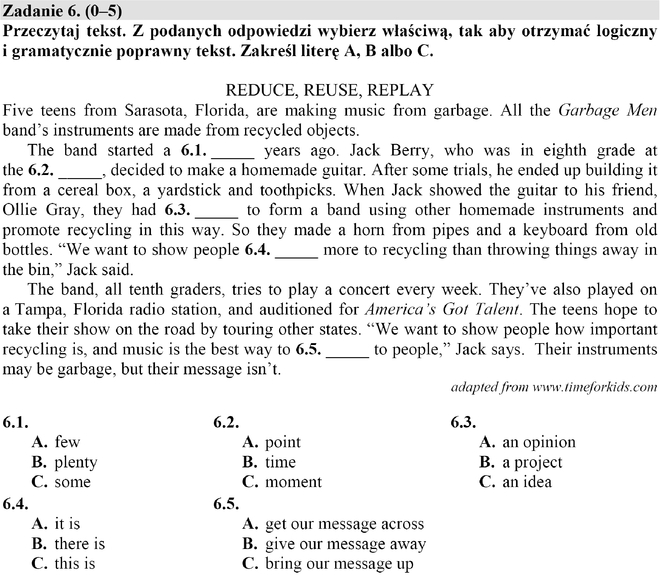 Zadanie 6. (0–5)
Przeczytaj tekst. Z podanych odpowiedzi wybierz właściwą, tak aby otrzymać logiczny
i gramatycznie poprawny tekst. Zakreśl literę A, B albo C.
REDUCE, REUSE, REPLAY
Five teens from Sarasota, Florida, are making music from garbage. All the Garbage Men
band's instruments are made from recycled objects.
The band started a 6.1. _____ years ago. Jack Berry, who was in eighth grade at
the 6.2. _____, decided to make a homemade guitar. After some trials, he ended up building it
from a cereal box, a yardstick and toothpicks. When Jack showed the guitar to his friend,
Ollie Gray, they had 6.3. _____ to form a band using other homemade instruments and
promote recycling in this way. So they made a horn from pipes and a keyboard from old
bottles. “We want to show people 6.4. _____ more to recycling than throwing things away in
the bin,” Jack said.
The band, all tenth graders, tries to play a concert every week. They've also played on
a Tampa, Florida radio station, and auditioned for America's Got Talent. The teens hope to
take their show on the road by touring other states. “We want to show people how important
recycling is, and music is the best way to 6.5. _____ to people,” Jack says. Their instruments
may be garbage, but their message isn't.
adapted from www.timeforkids.com
6.1.
A. few
B. plenty
C. some
6.2.
A. point
B. time
C. moment
6.3.
A. an opinion
B. a project
C. an idea
6.4.
A. it is
B. there is
C. this is
6.5.
A. get our message across
B. give our message away
C. bring our message up